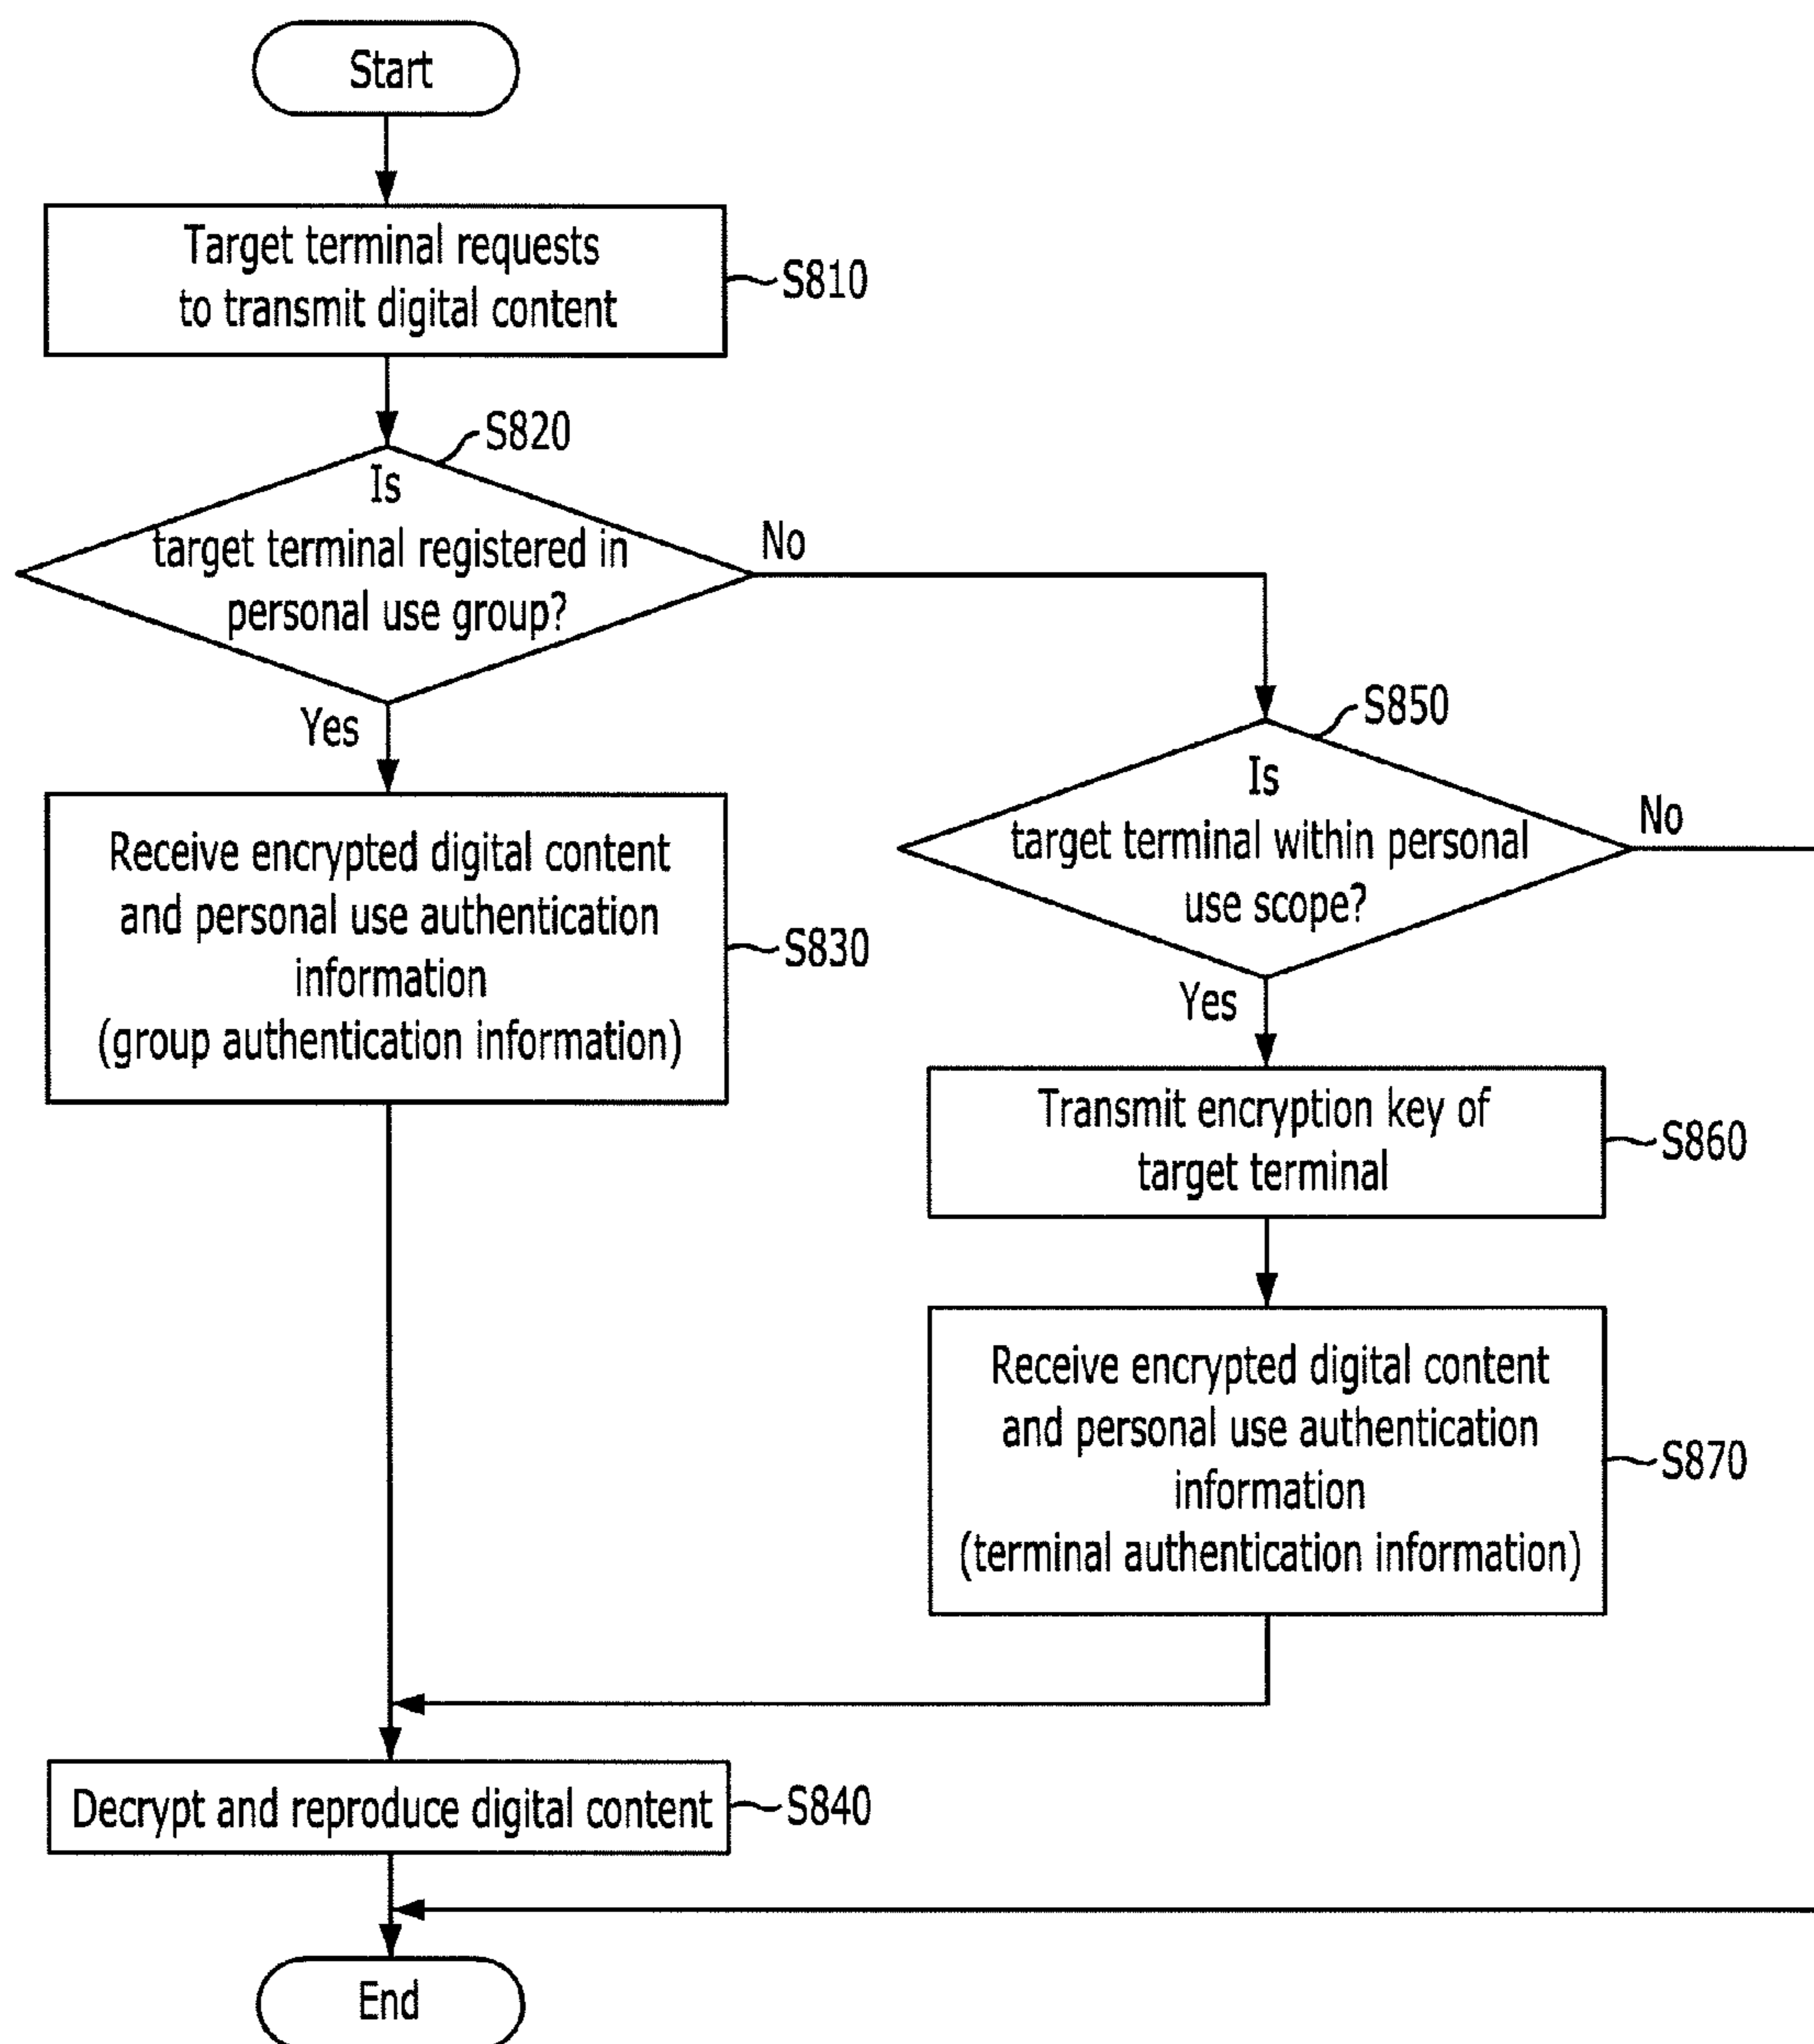 Start
Target terminal requests
to transmit digital content
S810
S820
Is
target terminal registered in
personal use group?
No
Yes
S850
Is
target terminal within personal
use scope?
No
Yes
Receive encrypted digital content
and personal use authentication
information
(group authentication information)
S830
Transmit encryption key of
target terminal
S860
Receive encrypted digital content
and personal use authentication
information
(terminal authentication information)
S870
Decrypt and reproduce digital content
S840
End